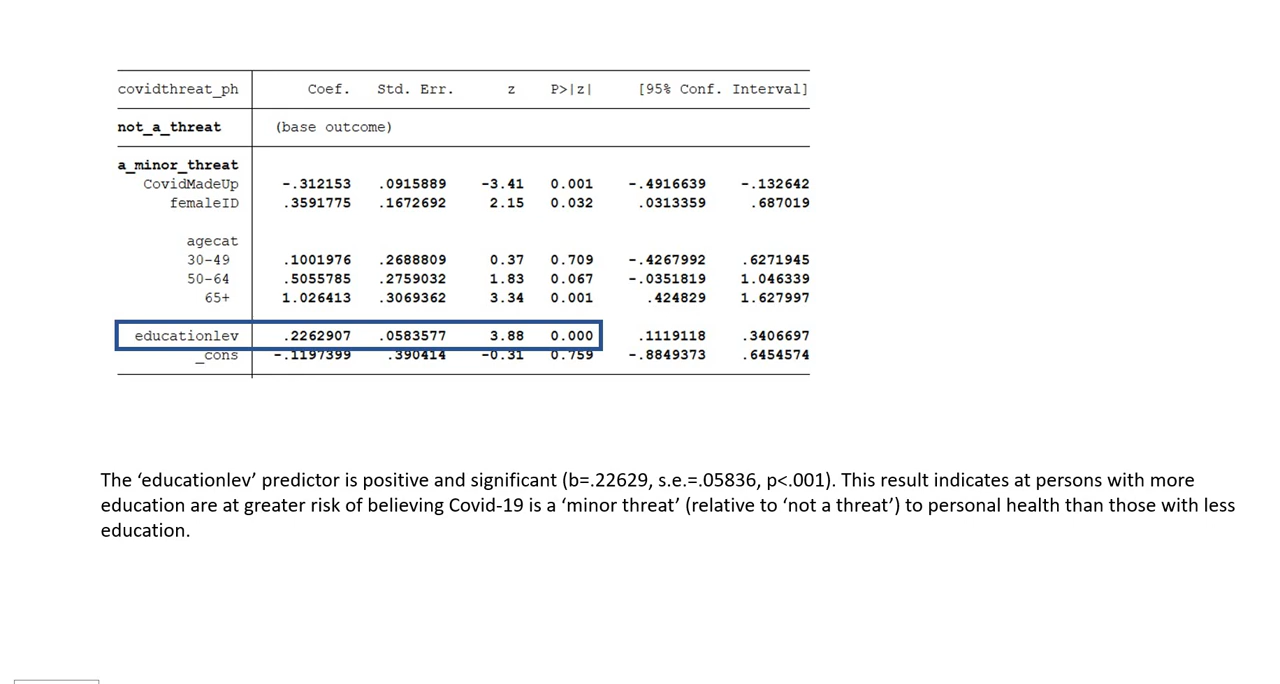 covidthreat_ph Coef. Std. Err. z P>|z| [95% Conf. Interval]
not_a_threat (base outcome)
a_minor_threat
CovidMadeUp -.312153 .0915889 -3.41 0.001 -.4916639 -.132642
femaleID .3591775 .1672692 2.15 0.032 .0313359 .687019
agecat
30-49 .1001976 .2688809 0.37 0.709 -.4267992 .6271945
50-64 .5055785 .2759032 1.83 0.067 -.0351819 1.046339
65+ 1.026413 .3069362 3.34 0.001 .424829 1.627997
educationlev .2262907 .0583577 3.88 0.000 .1119118 .3406697
_cons -.1197399 .390414 -0.31 0.759 -.8849373 .6454574
The ‘educationlev’ predictor is positive and significant (b=.22629, s.e.=.05836, p<.001). This result indicates at persons with more
education are at greater risk of believing Covid-19 is a ‘minor threat’ (relative to ‘not a threat’) to personal health than those with less
education.